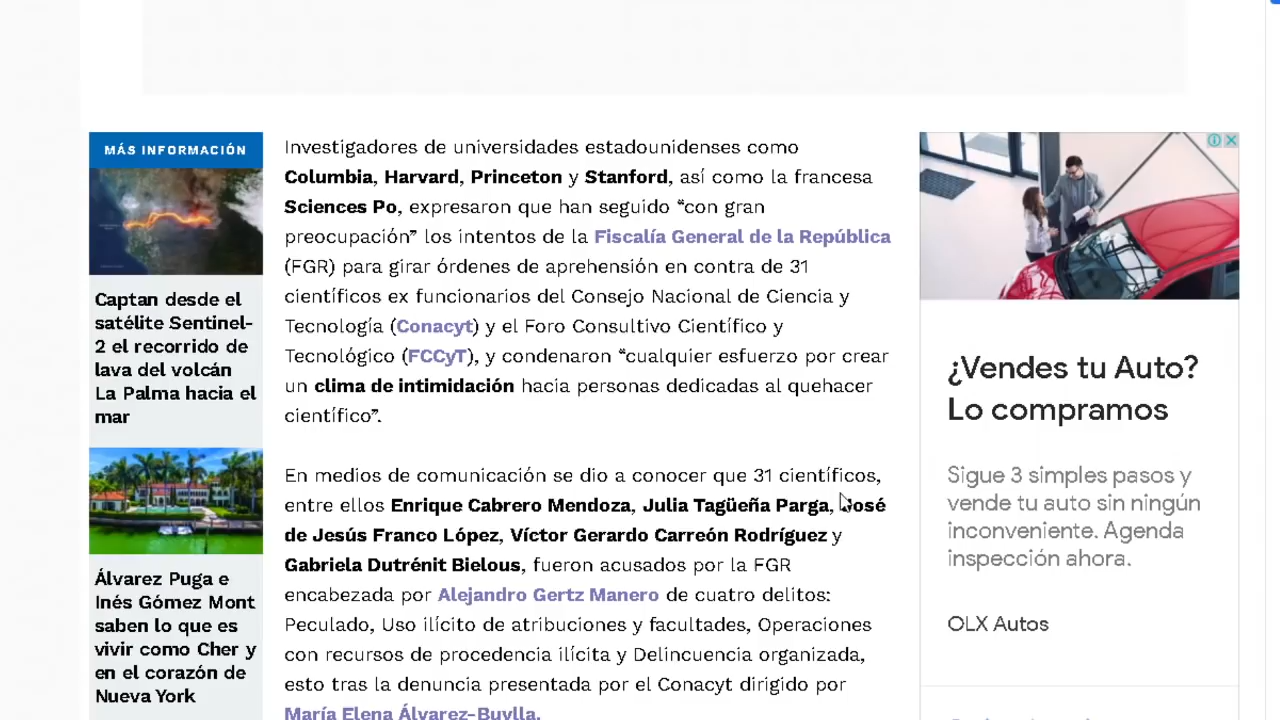 MÁS INFORMACIÓN
Captan desde el
satélite Sentinel-
2 el recorrido de
lava del volcán
La Palma hacia el
mar
Álvarez Puga e
Inés Gómez Mont
saben lo que es
vivir como Cher y
en el corazón de
Nueva York
Investigadores de universidades estadounidenses como
Columbia, Harvard, Princeton y Stanford, así como la francesa
Sciences Po, expresaron que han seguido “con gran
preocupación” los intentos de la Fiscalía General de la República
(FGR) para girar órdenes de aprehensión en contra de 31
científicos ex funcionarios del Consejo Nacional de Ciencia y
Tecnología (Conacyt) y el Foro Consultivo Científico y
Tecnológico (FCCyT), y condenaron “cualquier esfuerzo por crear
un clima de intimidación hacia personas dedicadas al quehacer
científico”.
En medios de comunicación se dio a conocer que 31 científicos,
entre ellos Enrique Cabrero Mendoza, Julia Tagüeña Parga, José
de Jesús Franco López, Víctor Gerardo Carreón Rodríguez y
Gabriela Dutrénit Bielous, fueron acusados por la FGR
encabezada por Alejandro Gertz Manero de cuatro delitos:
Peculado, Uso ilícito de atribuciones y facultades, Operaciones
con recursos de procedencia ilícita y Delincuencia organizada,
esto tras la denuncia presentada por el Conacyt dirigido por
María Elena Álvarez-Buylla.
¿Vendes tu Auto?
Lo compramos
Sigue 3 simples pasos y
vende tu auto sin ningún
inconveniente. Agenda
inspección ahora.
OLX Autos